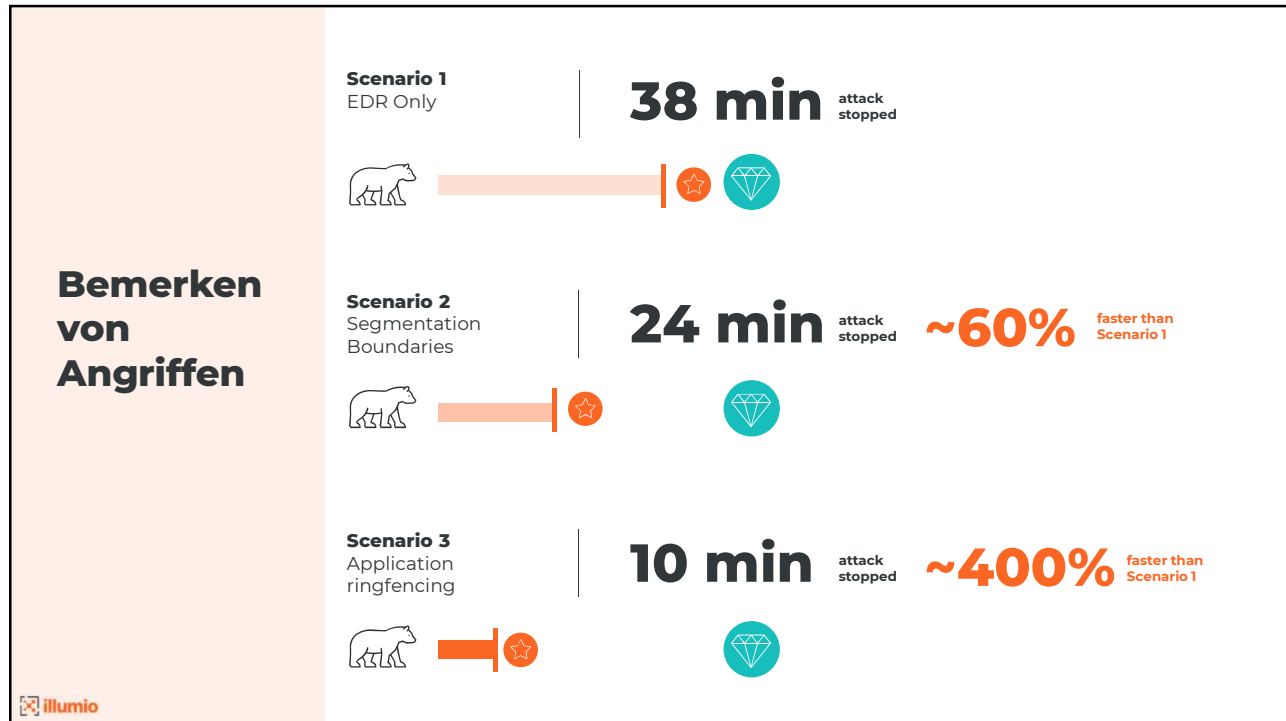 Bemerken
von
Angriffen
Scenario 1
EDR Only
38 min
attack
stopped
Scenario 2
Segmentation
Boundaries
24 min
attack
stopped
~60%
faster than
Scenario 1
Scenario 3
Application
ringfencing
10 min
attack
stopped
~400%
faster than
Scenario 1
illumio